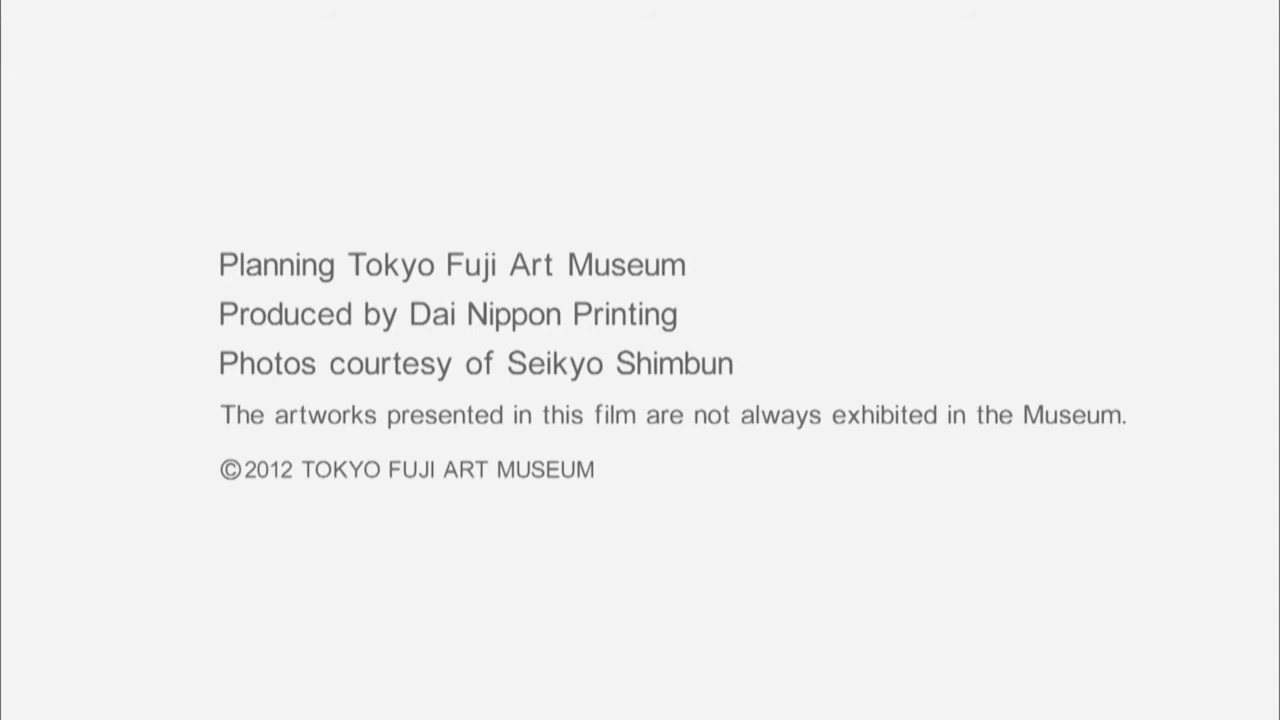 Planning Tokyo Fuji Art Museum
Produced by Dai Nippon Printing
Photos courtesy of Seikyo Shimbun
The artworks presented in this film are not always exhibited in the Museum.
©2012 TOKYO FUJI ART MUSEUM